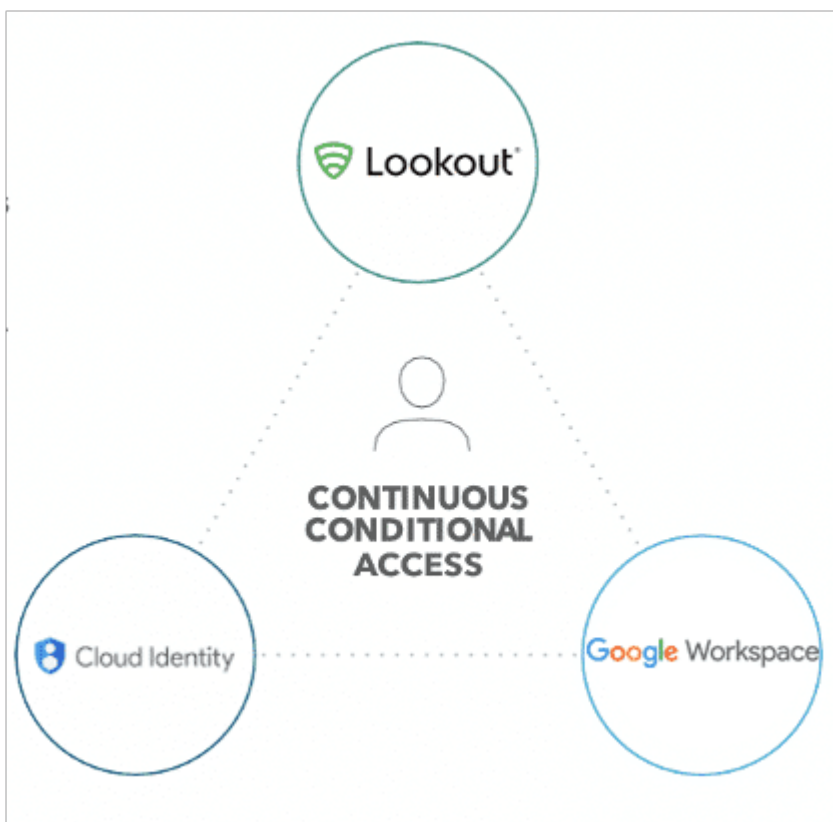 Lookout
CONTINUOUS
CONDITIONAL
ACCESS
Cloud Identity
Google Workspace